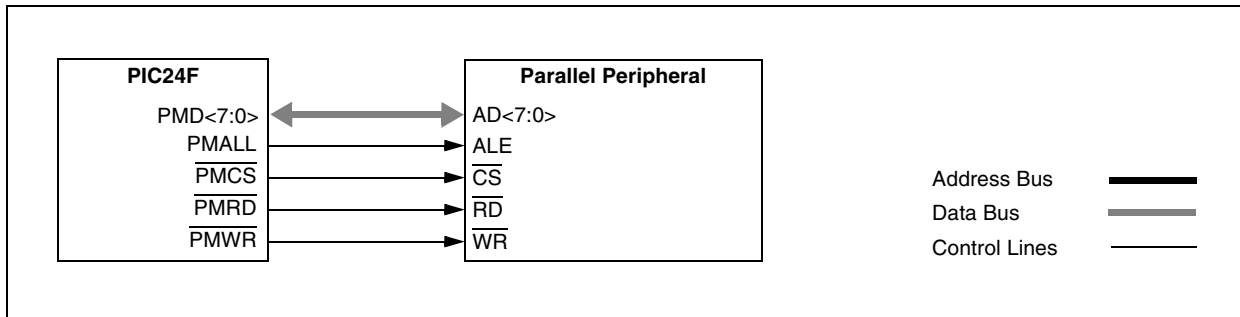 PIC24F
PMD<7:0>
PMALL
PMCS
PMRD
PMWR
Parallel Peripheral
AD<7:0>
ALE
CS
RD
WR
Address Bus
Data Bus
Control Lines